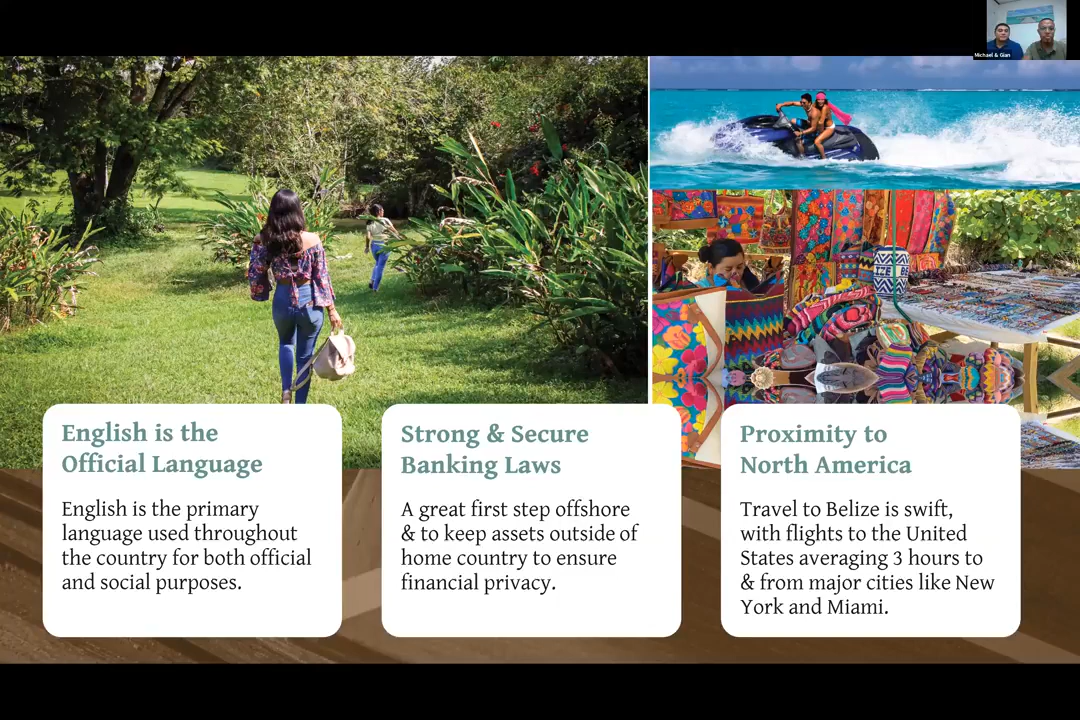 Michael & Gian
IZE BE
English is the
Official Language
English is the primary
language used throughout
the country for both official
and social purposes.
Strong & Secure
Banking Laws
A great first step offshore
& to keep assets outside of
home country to ensure
financial privacy.
Proximity to
North America
Travel to Belize is swift,
with flights to the United
States averaging 3 hours to
& from major cities like New
York and Miami.